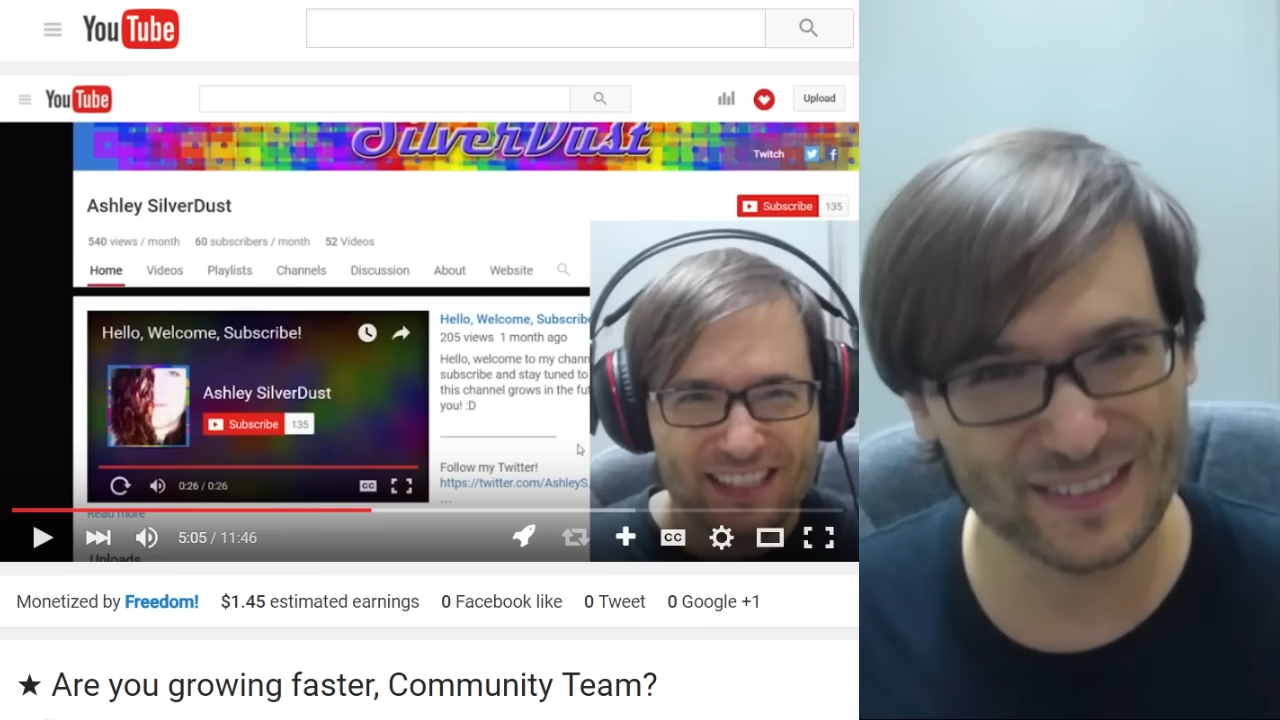 YouTube
YouTube
Upload
SilverDust
Twitch
Ashley SilverDust
Subscribe 135
540 views / month 60 subscribers / month 52 Videos
Home Videos Playlists Channels Discussion About Website
Hello, Welcome, Subscribe!
Ashley SilverDust
Subscribe 135
0:26 / 0:26
CC
Hello, Welcome, Subscribe
205 views 1 month ago
Hello, welcome to my chann
subscribe and stay tuned to
this channel grows in the fu
you! :D
Follow my Twitter!
https://twitter.com/AshleyS
...
Read more
Uploads
5:05 / 11:46
CC
Monetized by Freedom! $1.45 estimated earnings 0 Facebook like 0 Tweet 0 Google +1
★ Are you growing faster, Community Team?